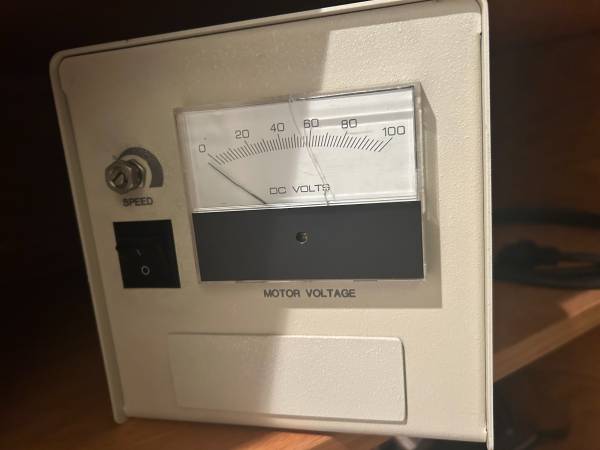 0 20 40 60 80 100
DC VOLTS
SPEED
I
O
MOTOR VOLTAGE